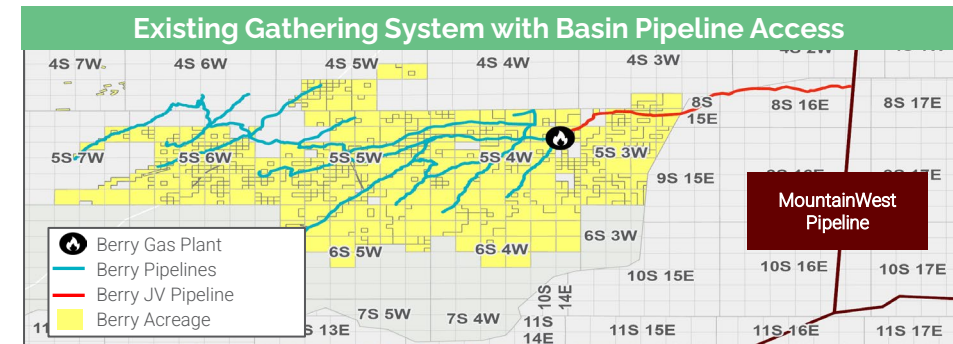 Existing Gathering System with Basin Pipeline Access
4S 7W
4S 6W
4S 5W
4S 4W
4S 3W
4S 2W
8S
15E
8S 16E
8S 17E
5S 7W
5S 6W
5S 5W
5S 4W
5S 3W
9S 15E
MountainWest
Pipeline
6S 5W
6S 4W
6S 3W
Berry Gas Plant
Berry Pipelines
Berry JV Pipeline
Berry Acreage
10S
14E
10S 15E
10S 16E
10S 17E
7S 5W
7S 4W
11S
14E
S 13E
11S 15E
11S 16E
11S 17E